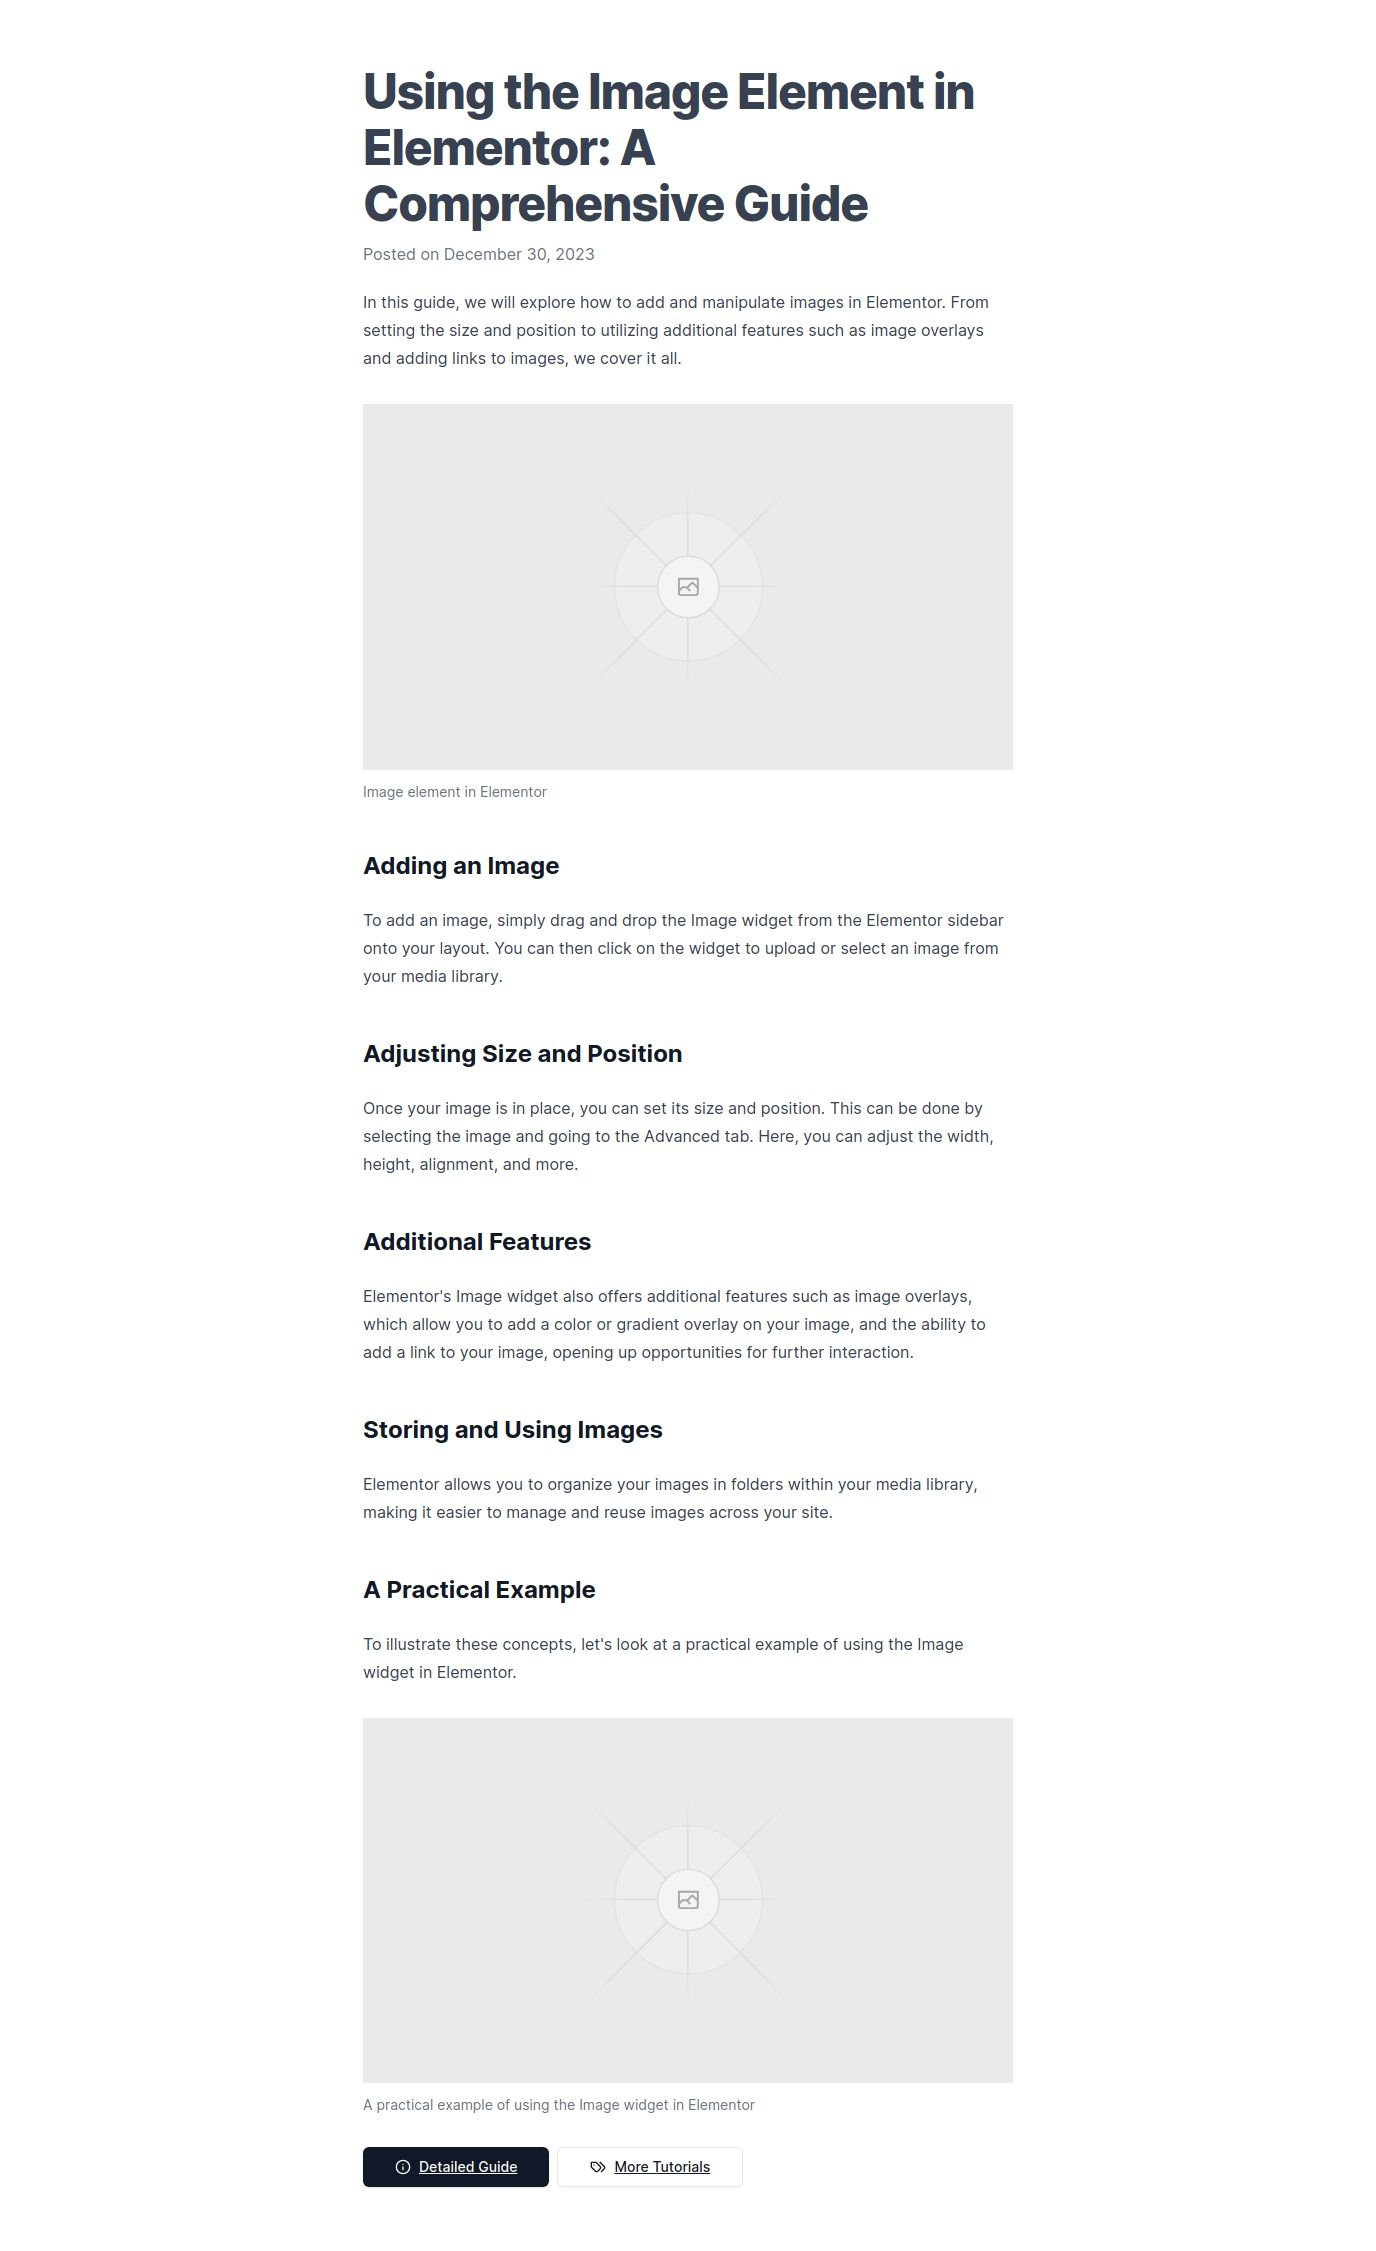 Using the Image Element in
Elementor: A
Comprehensive Guide
Posted on December 30, 2023
In this guide, we will explore how to add and manipulate images in Elementor. From
setting the size and position to utilizing additional features such as image overlays
and adding links to images, we cover it all.
Image element in Elementor
Adding an Image
To add an image, simply drag and drop the Image widget from the Elementor sidebar
onto your layout. You can then click on the widget to upload or select an image from
your media library.
Adjusting Size and Position
Once your image is in place, you can set its size and position. This can be done by
selecting the image and going to the Advanced tab. Here, you can adjust the width,
height, alignment, and more.
Additional Features
Elementor's Image widget also offers additional features such as image overlays,
which allow you to add a color or gradient overlay on your image, and the ability to
add a link to your image, opening up opportunities for further interaction.
Storing and Using Images
Elementor allows you to organize your images in folders within your media library,
making it easier to manage and reuse images across your site.
A Practical Example
To illustrate these concepts, let's look at a practical example of using the Image
widget in Elementor.
A practical example of using the Image widget in Elementor
Detailed Guide
More Tutorials